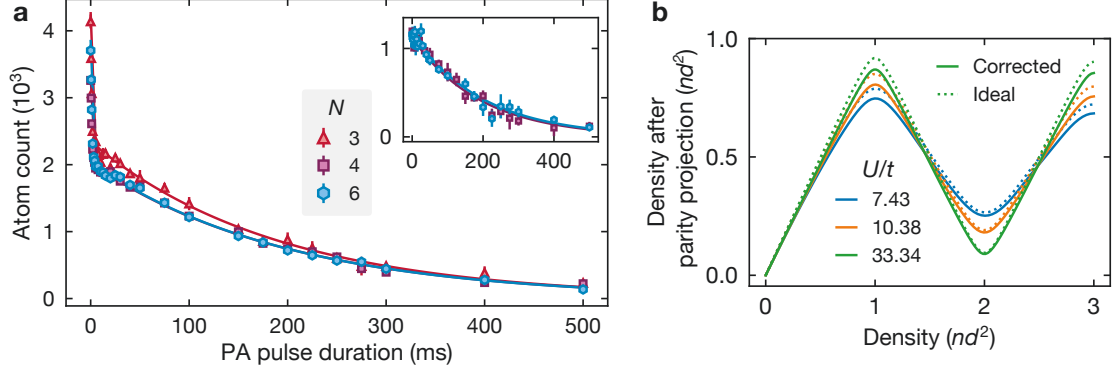 a
Atom count (10³)
4
3
2
1
0
0
100
200
300
400
500
PA pulse duration (ms)
N
3
4
6
1
0
0
200
400
b
Density after
parity projection (nd²)
1.0
0.5
0.0
0
1
2
3
Density (nd²)
Corrected
Ideal
U/t
7.43
10.38
33.34